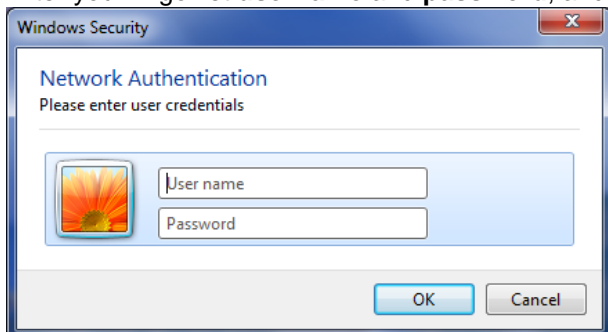 Windows Security
Network Authentication
Please enter user credentials
User name
Password
OK
Cancel